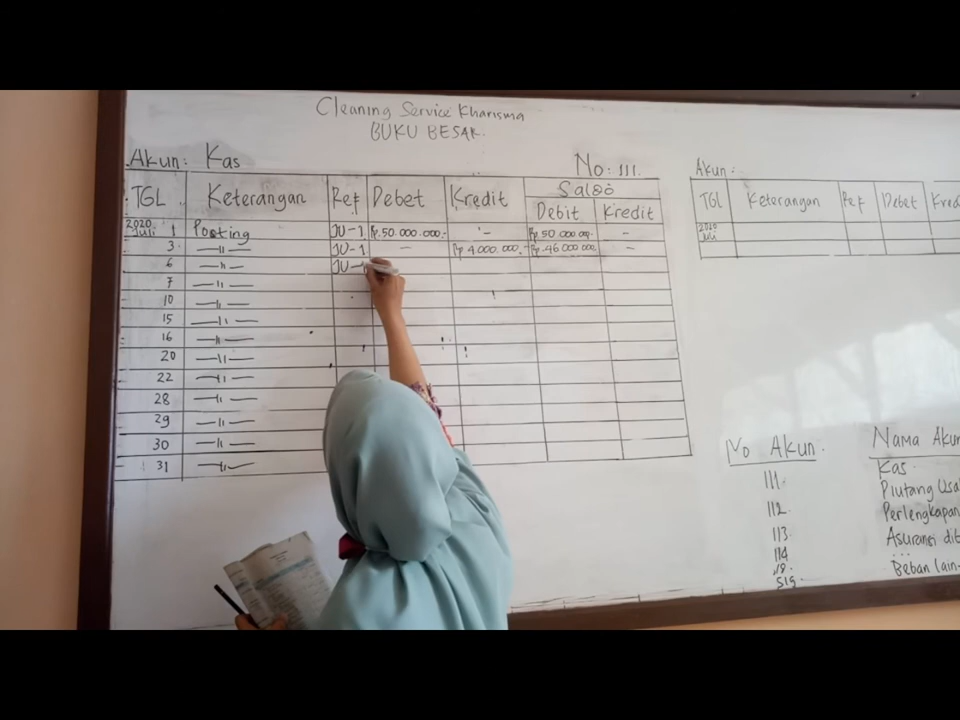 Cleaning Service Kharisma
BUKU BESAR.
Akun: Kas No: 111.
TGL Keterangan Ref Debet Kredit Saldo
Debit Kredit
2020 Juli 1 Posting JU-1 Rp.50.000.000,- - Rp.50.000.000,- -
3 —〃— JU-1 — Rp 4.000.000,- Rp.46.000.000,- -
6 —〃— JU-
7 —〃—
10 —〃—
15 —〃—
16 —〃—
20 —〃—
22 —〃—
28 —〃—
29 —〃—
30 —〃—
31 —〃—
Akun:
TGL Keterangan Ref Debet Kred
2020
Juli
No Akun. Nama Akun
111. Kas
112. Piutang Usa
113. Perlengkapan
114 Asuransi dib
...
519. Beban lain-